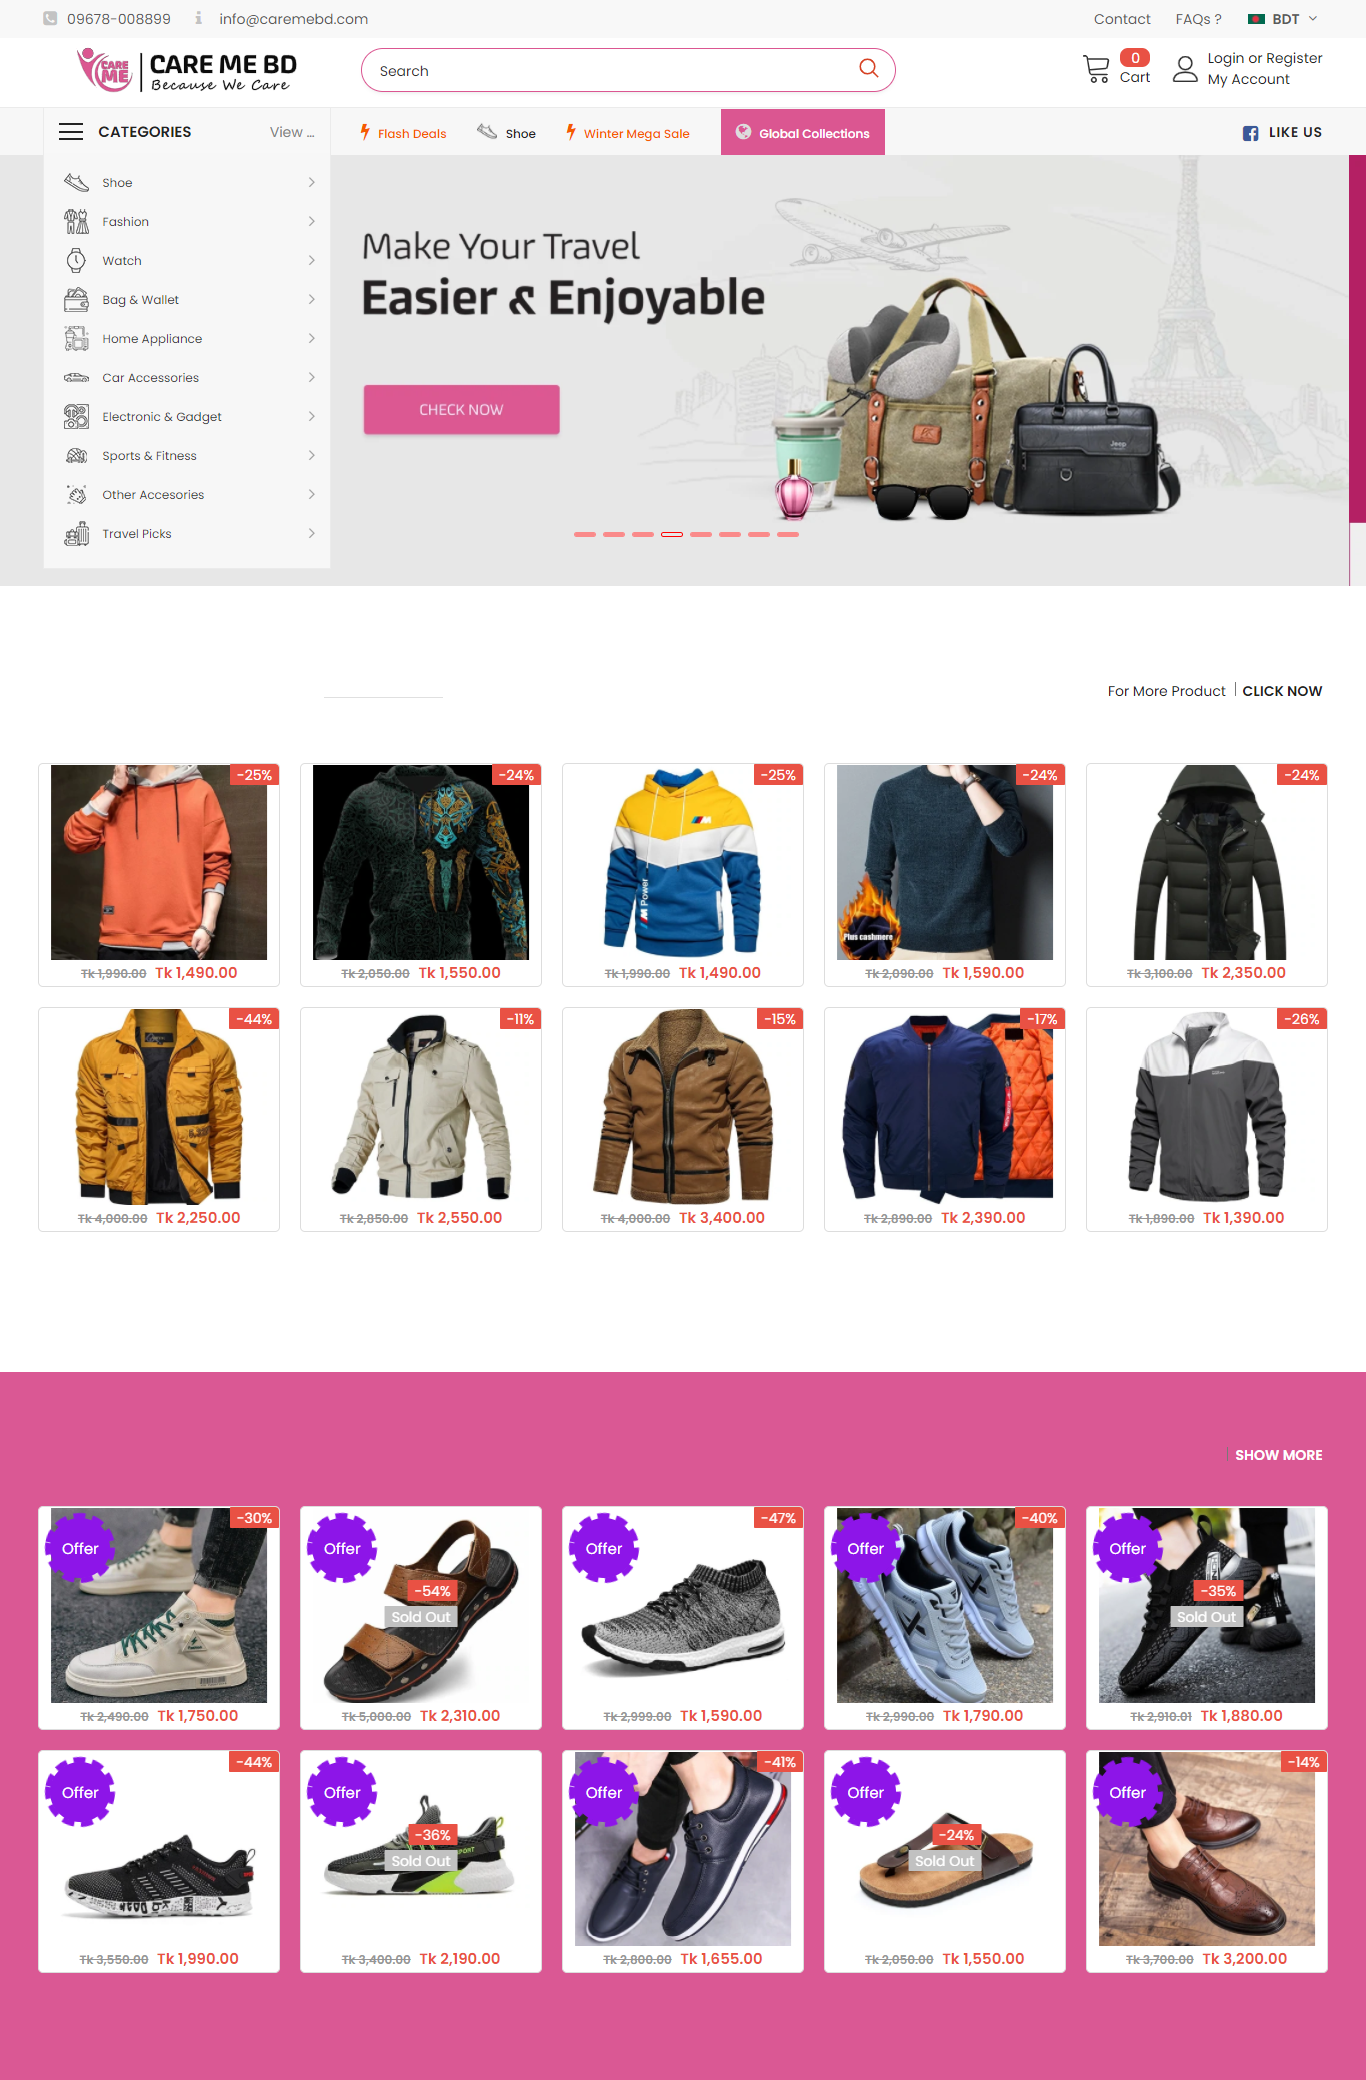 09678-008899
info@caremebd.com
Contact
FAQs ?
BDT
CARE ME
CARE ME BD
Because We Care
Search
0
Cart
Login or Register
My Account
CATEGORIES
View ...
Flash Deals
Shoe
Winter Mega Sale
Global Collections
LIKE US
Shoe
Fashion
Watch
Bag & Wallet
Home Appliance
Car Accessories
Electronic & Gadget
Sports & Fitness
Other Accesories
Travel Picks
Make Your Travel
Easier & Enjoyable
CHECK NOW
Jeep
For More Product
CLICK NOW
-25%
-24%
-25%
-24%
-24%
M Power
Plus cashmere
Tk 1,990.00 Tk 1,490.00
Tk 2,050.00 Tk 1,550.00
Tk 1,990.00 Tk 1,490.00
Tk 2,090.00 Tk 1,590.00
Tk 3,100.00 Tk 2,350.00
-44%
-11%
-15%
-17%
-26%
Tk 4,000.00 Tk 2,250.00
Tk 2,850.00 Tk 2,550.00
Tk 4,000.00 Tk 3,400.00
Tk 2,890.00 Tk 2,390.00
Tk 1,890.00 Tk 1,390.00
SHOW MORE
-30%
Offer
Offer
-54%
Sold Out
-47%
Offer
-40%
Offer
Offer
-35%
Sold Out
Tk 2,490.00 Tk 1,750.00
Tk 5,000.00 Tk 2,310.00
Tk 2,999.00 Tk 1,590.00
Tk 2,990.00 Tk 1,790.00
Tk 2,910.01 Tk 1,880.00
-44%
Offer
Offer
-36%
Sold Out
SPORT
-41%
Offer
Offer
-24%
Sold Out
-14%
Offer
Tk 3,550.00 Tk 1,990.00
Tk 3,400.00 Tk 2,190.00
Tk 2,800.00 Tk 1,655.00
Tk 2,050.00 Tk 1,550.00
Tk 3,700.00 Tk 3,200.00